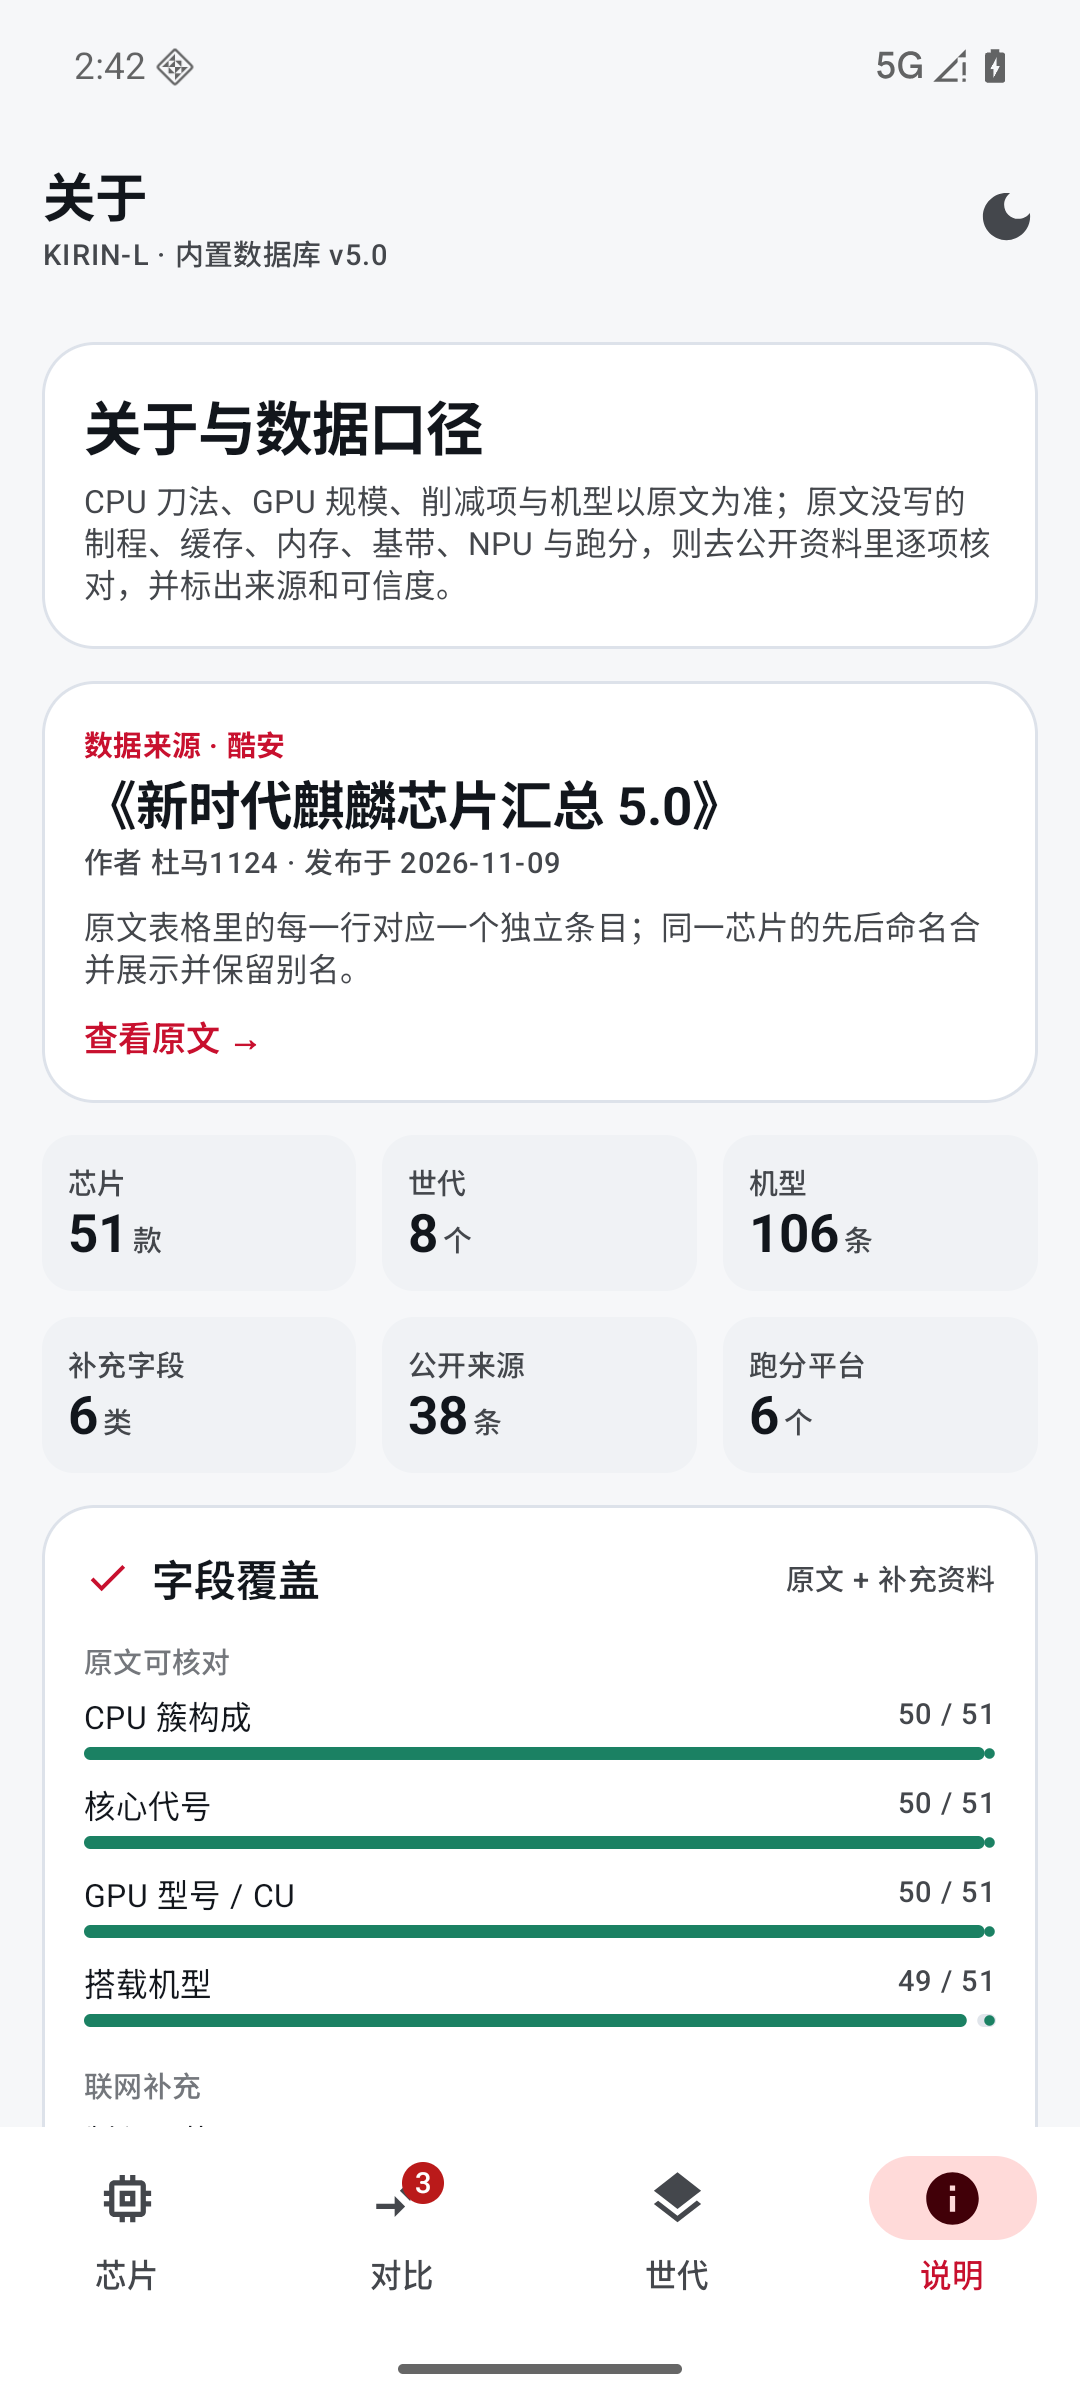 2:42
5G
关于
KIRIN-L · 内置数据库 v5.0
关于与数据口径
CPU 刀法、GPU 规模、削减项与机型以原文为准；原文没写的
制程、缓存、内存、基带、NPU 与跑分，则去公开资料里逐项核
对，并标出来源和可信度。
数据来源 · 酷安
《新时代麒麟芯片汇总 5.0》
作者 杜马1124 · 发布于 2026-11-09
原文表格里的每一行对应一个独立条目；同一芯片的先后命名合
并展示并保留别名。
查看原文 →
芯片
51 款
世代
8 个
机型
106 条
补充字段
6 类
公开来源
38 条
跑分平台
6 个
字段覆盖
原文 + 补充资料
原文可核对
CPU 簇构成
50 / 51
核心代号
50 / 51
GPU 型号 / CU
50 / 51
搭载机型
49 / 51
联网补充
芯片
3
对比
世代
说明